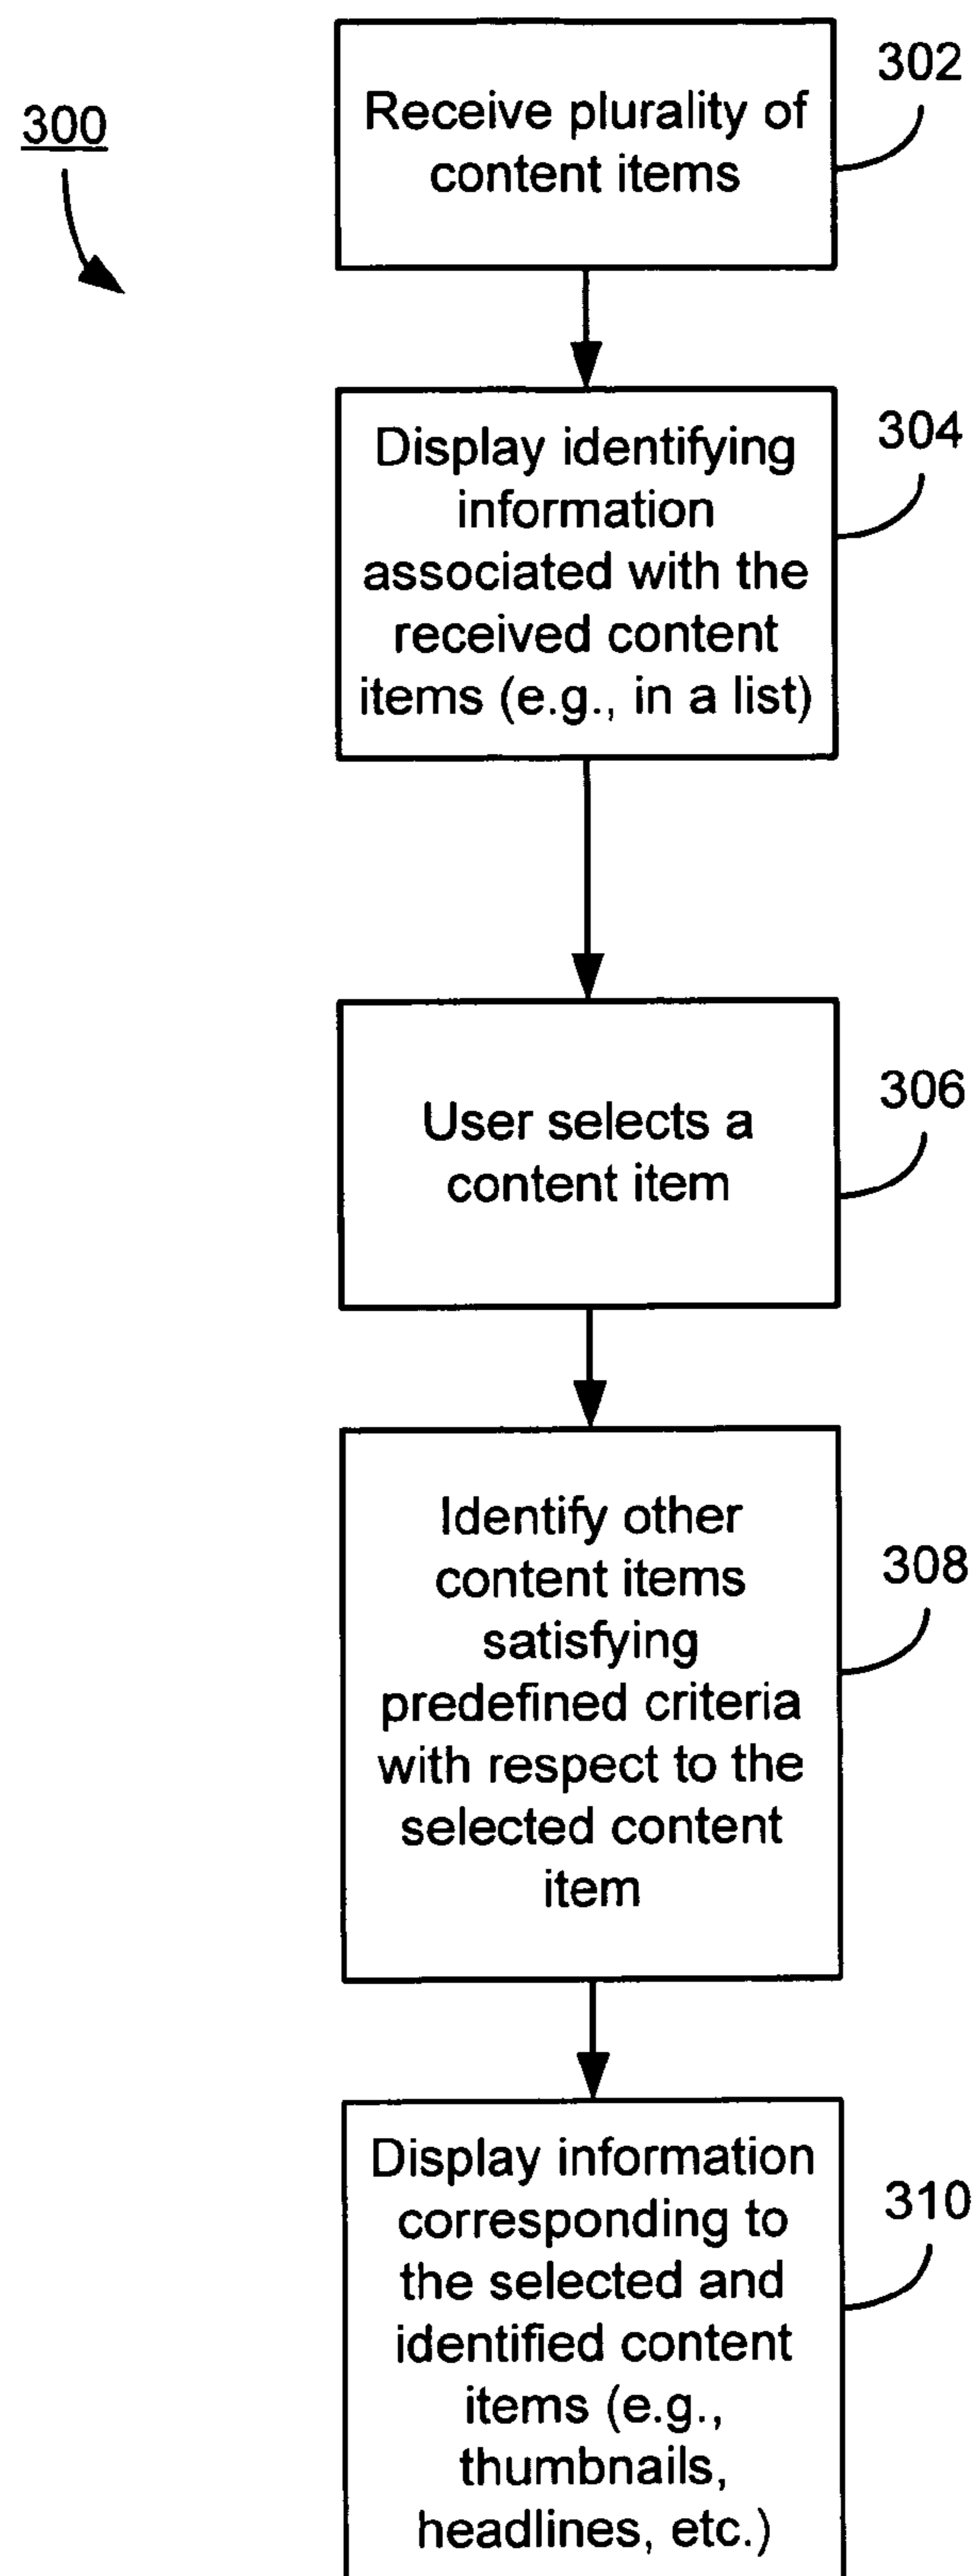 300
302
Receive plurality of
content items
304
Display identifying
information
associated with the
received content
items (e.g., in a list)
306
User selects a
content item
308
Identify other
content items
satisfying
predefined criteria
with respect to the
selected content
item
310
Display information
corresponding to
the selected and
identified content
items (e.g.,
thumbnails,
headlines, etc.)